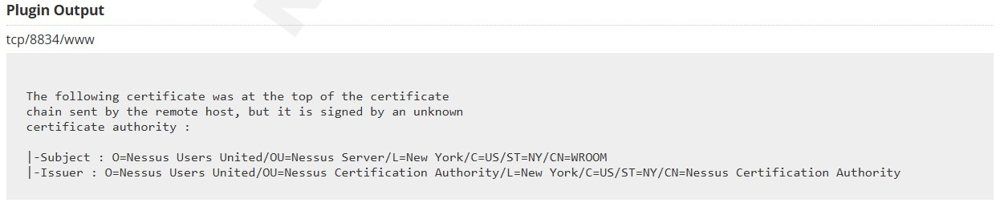 Plugin Output
tcp/8834/www
The following certificate was at the top of the certificate
chain sent by the remote host, but it is signed by an unknown
certificate authority :
|-Subject : O=Nessus Users United/OU=Nessus Server/L=New York/C=US/ST=NY/CN=WROOM
|-Issuer : O=Nessus Users United/OU=Nessus Certification Authority/L=New York/C=US/ST=NY/CN=Nessus Certification Authority